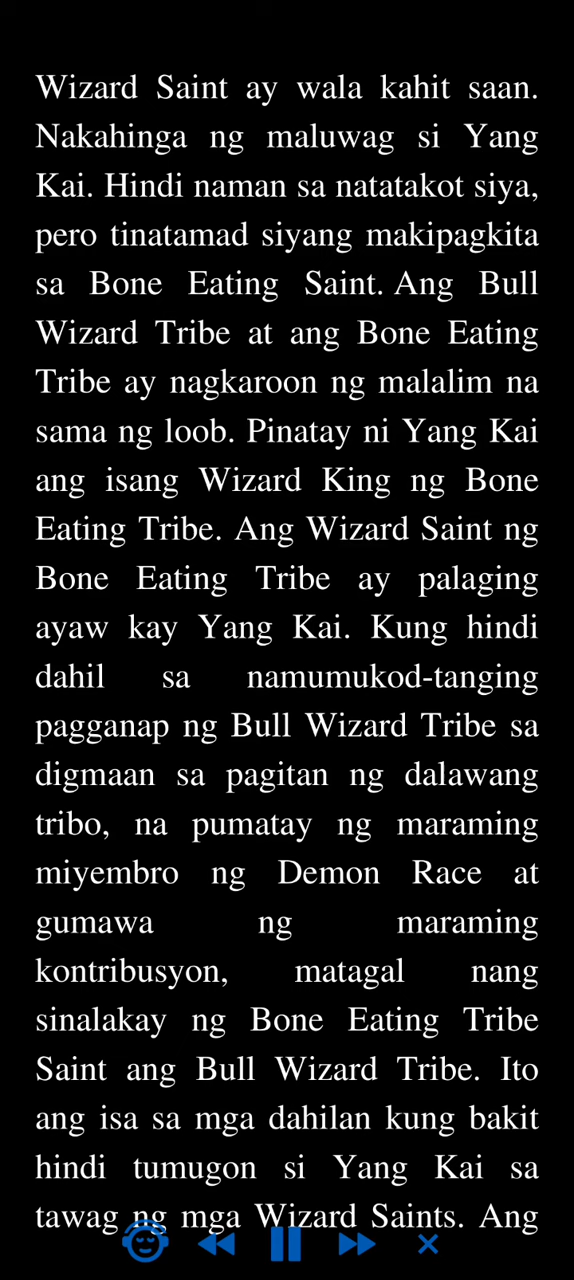 Wizard Saint ay wala kahit saan.
Nakahinga ng maluwag si Yang
Kai. Hindi naman sa natatakot siya,
pero tinatamad siyang makipagkita
sa Bone Eating Saint. Ang Bull
Wizard Tribe at ang Bone Eating
Tribe ay nagkaroon ng malalim na
sama ng loob. Pinatay ni Yang Kai
ang isang Wizard King ng Bone
Eating Tribe. Ang Wizard Saint ng
Bone Eating Tribe ay palaging
ayaw kay Yang Kai. Kung hindi
dahil sa namumukod-tanging
pagganap ng Bull Wizard Tribe sa
digmaan sa pagitan ng dalawang
tribo, na pumatay ng maraming
miyembro ng Demon Race at
gumawa ng maraming
kontribusyon, matagal nang
sinalakay ng Bone Eating Tribe
Saint ang Bull Wizard Tribe. Ito
ang isa sa mga dahilan kung bakit
hindi tumugon si Yang Kai sa
tawag ng mga Wizard Saints. Ang